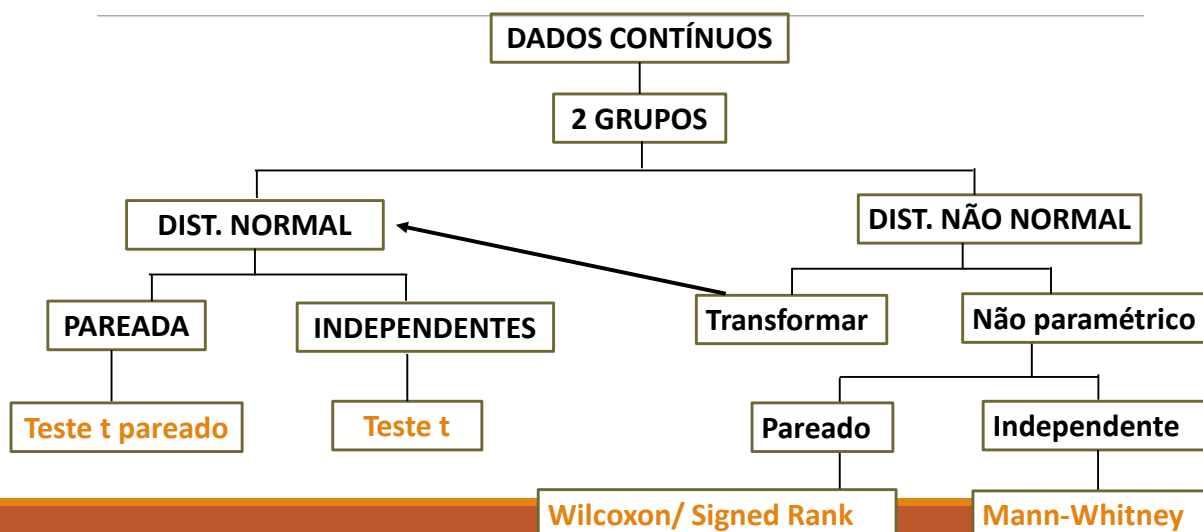 DADOS CONTÍNUOS
2 GRUPOS
DIST. NORMAL
DIST. NÃO NORMAL
PAREADA
INDEPENDENTES
Transformar
Não paramétrico
Teste t pareado
Teste t
Pareado
Independente
Wilcoxon/ Signed Rank
Mann-Whitney